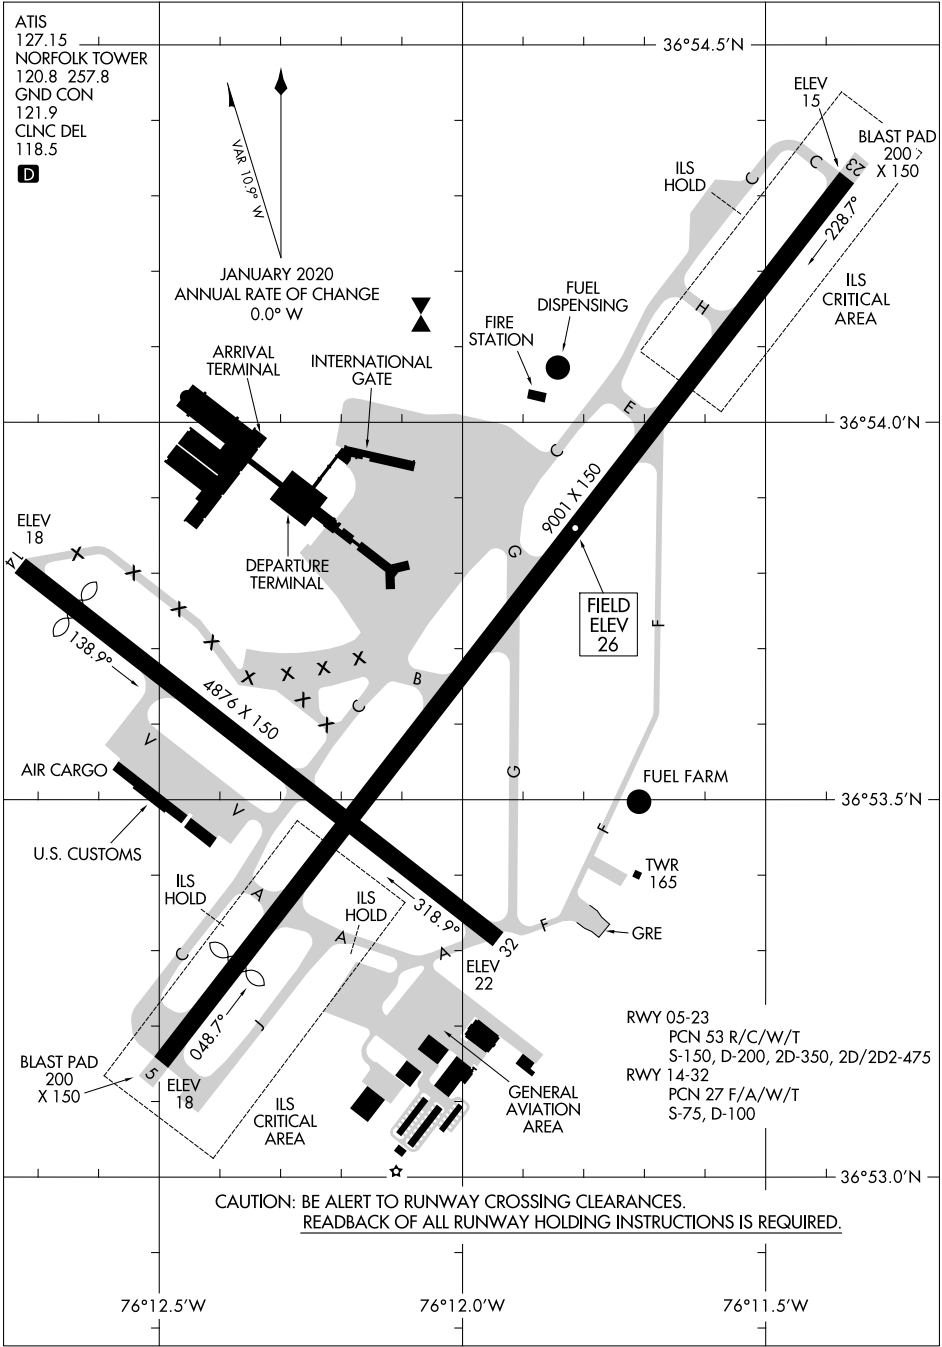 ATIS
127.15
NORFOLK TOWER
120.8 257.8
GND CON
121.9
CLNC DEL
118.5
D
36°54.5'N
VAR 10.9° W
JANUARY 2020
ANNUAL RATE OF CHANGE
0.0° W
ELEV
15
BLAST PAD
200
X 150
23
C
C
ILS
HOLD
228.7°
ILS
CRITICAL
AREA
H
FUEL
DISPENSING
FIRE
STATION
ARRIVAL
TERMINAL
INTERNATIONAL
GATE
E
36°54.0'N
C
9001 X 150
ELEV
18
14
X
X
X
X
X
X
X
X
X
X
DEPARTURE
TERMINAL
G
FIELD
ELEV
26
F
138.9°
4876 X 150
B
C
V
AIR CARGO
V
U.S. CUSTOMS
G
FUEL FARM
36°53.5'N
F
TWR
165
ILS
HOLD
A
ILS
HOLD
318.9°
A
A
F
GRE
32
ELEV
22
C
J
048.7°
BLAST PAD
200
X 150
5
ELEV
18
ILS
CRITICAL
AREA
GENERAL
AVIATION
AREA
RWY 05-23
PCN 53 R/C/W/T
S-150, D-200, 2D-350, 2D/2D2-475
RWY 14-32
PCN 27 F/A/W/T
S-75, D-100
36°53.0'N
CAUTION: BE ALERT TO RUNWAY CROSSING CLEARANCES.
READBACK OF ALL RUNWAY HOLDING INSTRUCTIONS IS REQUIRED.
76°12.5'W
76°12.0'W
76°11.5'W